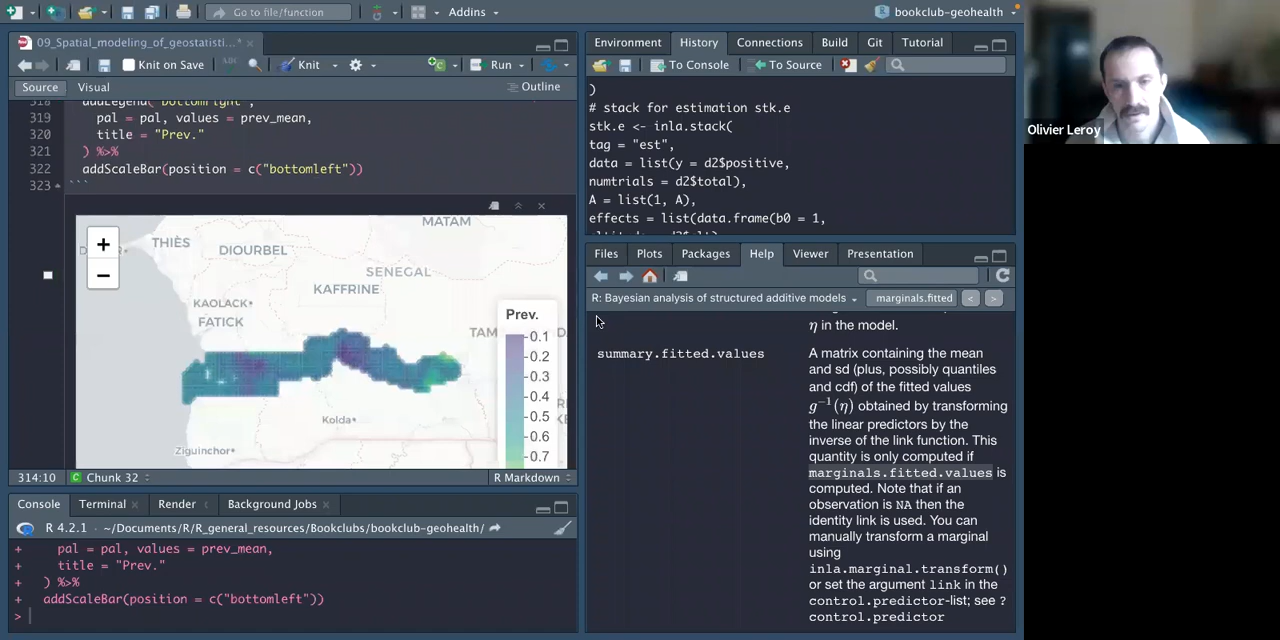 Go to file/function
Addins
bookclub-geohealth
09_Spatial_modeling_of_geostatisti...*
Knit on Save
Knit
Run
Source
Visual
Outline
318 addLegend("bottomright",
319 pal = pal, values = prev_mean,
320 title = "Prev."
321 ) %>%
322 addScaleBar(position = c("bottomleft"))
323 ```
+
−
MATAM
THIÈS
DIOURBEL
SENEGAL
KAFFRINE
KAOLACK
FATICK
TAM
Kolda
Ziguinchor
Prev.
0.1
0.2
0.3
0.4
0.5
0.6
0.7
314:10
C Chunk 32
R Markdown
Console
Terminal
Render
Background Jobs
R 4.2.1 · ~/Documents/R/R_general_resources/Bookclubs/bookclub-geohealth/
+ pal = pal, values = prev_mean,
+ title = "Prev."
+ ) %>%
+ addScaleBar(position = c("bottomleft"))
>
Environment
History
Connections
Build
Git
Tutorial
To Console
To Source
)
# stack for estimation stk.e
stk.e <- inla.stack(
tag = "est",
data = list(y = d2$positive,
numtrials = d2$total),
A = list(1, A),
effects = list(data.frame(b0 = 1,
Files
Plots
Packages
Help
Viewer
Presentation
R: Bayesian analysis of structured additive models
marginals.fitted
<
>
η in the model.
summary.fitted.values
A matrix containing the mean
and sd (plus, possibly quantiles
and cdf) of the fitted values
g⁻¹(η) obtained by transforming
the linear predictors by the
inverse of the link function. This
quantity is only computed if
marginals.fitted.values is
computed. Note that if an
observation is NA then the
identity link is used. You can
manually transform a marginal
using
inla.marginal.transform()
or set the argument link in the
control.predictor-list; see ?
control.predictor
Olivier Leroy